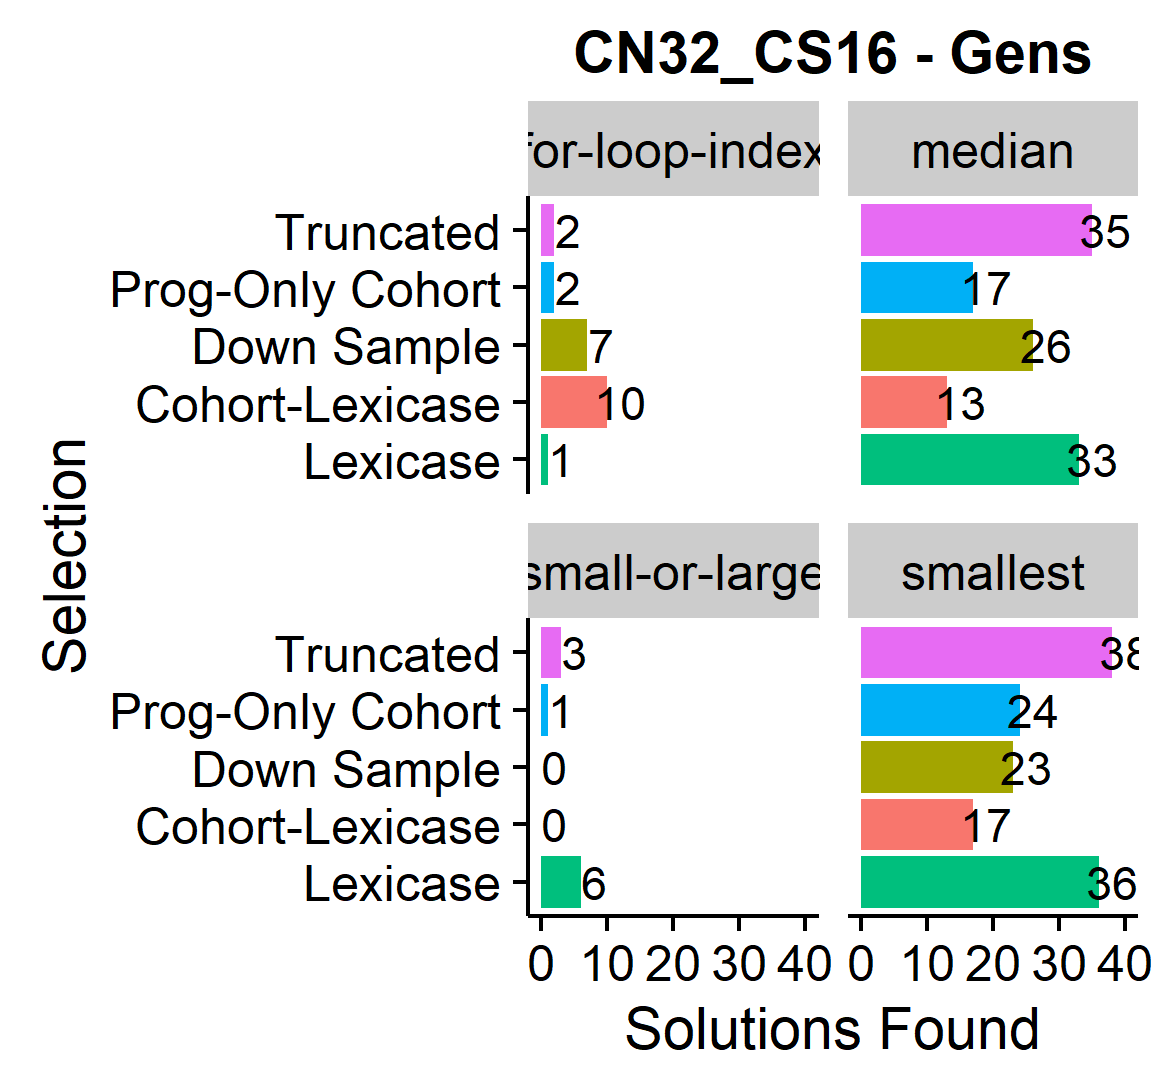 CN32_CS16 - Gens
for-loop-index
median
Truncated
2
35
Prog-Only Cohort
2
17
Down Sample
7
26
Cohort-Lexicase
10
13
Lexicase
1
33
Selection
small-or-large
smallest
Truncated
3
38
Prog-Only Cohort
1
24
Down Sample
0
23
Cohort-Lexicase
0
17
Lexicase
6
36
0 10 20 30 40
0 10 20 30 40
Solutions Found